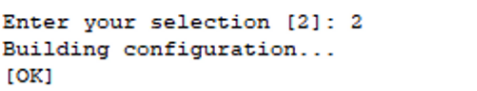 Enter your selection [2]: 2
Building configuration...
[OK]